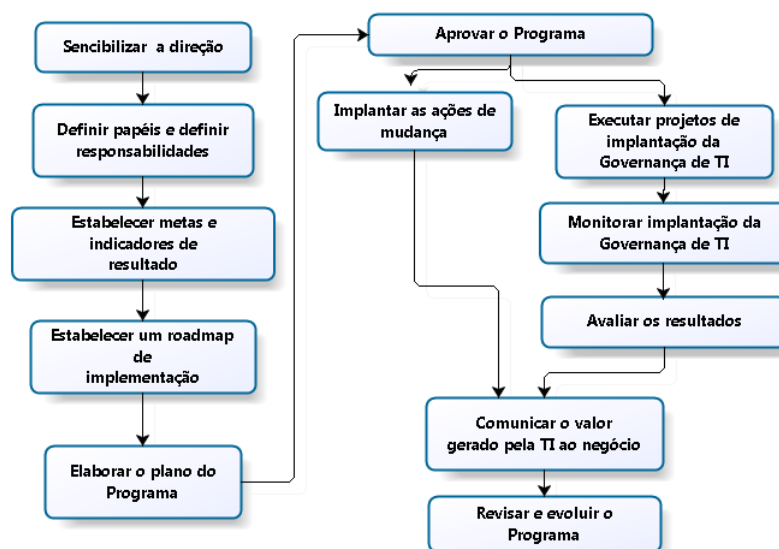 Sencibilizar a direção
Definir papéis e definir
responsabilidades
Estabelecer metas e
indicadores de
resultado
Estabelecer um roadmap
de
implementação
Elaborar o plano do
Programa
Aprovar o Programa
Implantar as ações de
mudança
Executar projetos de
implantação da
Governança de TI
Monitorar implantação da
Governança de TI
Avaliar os resultados
Comunicar o valor
gerado pela TI ao negócio
Revisar e evoluir o
Programa